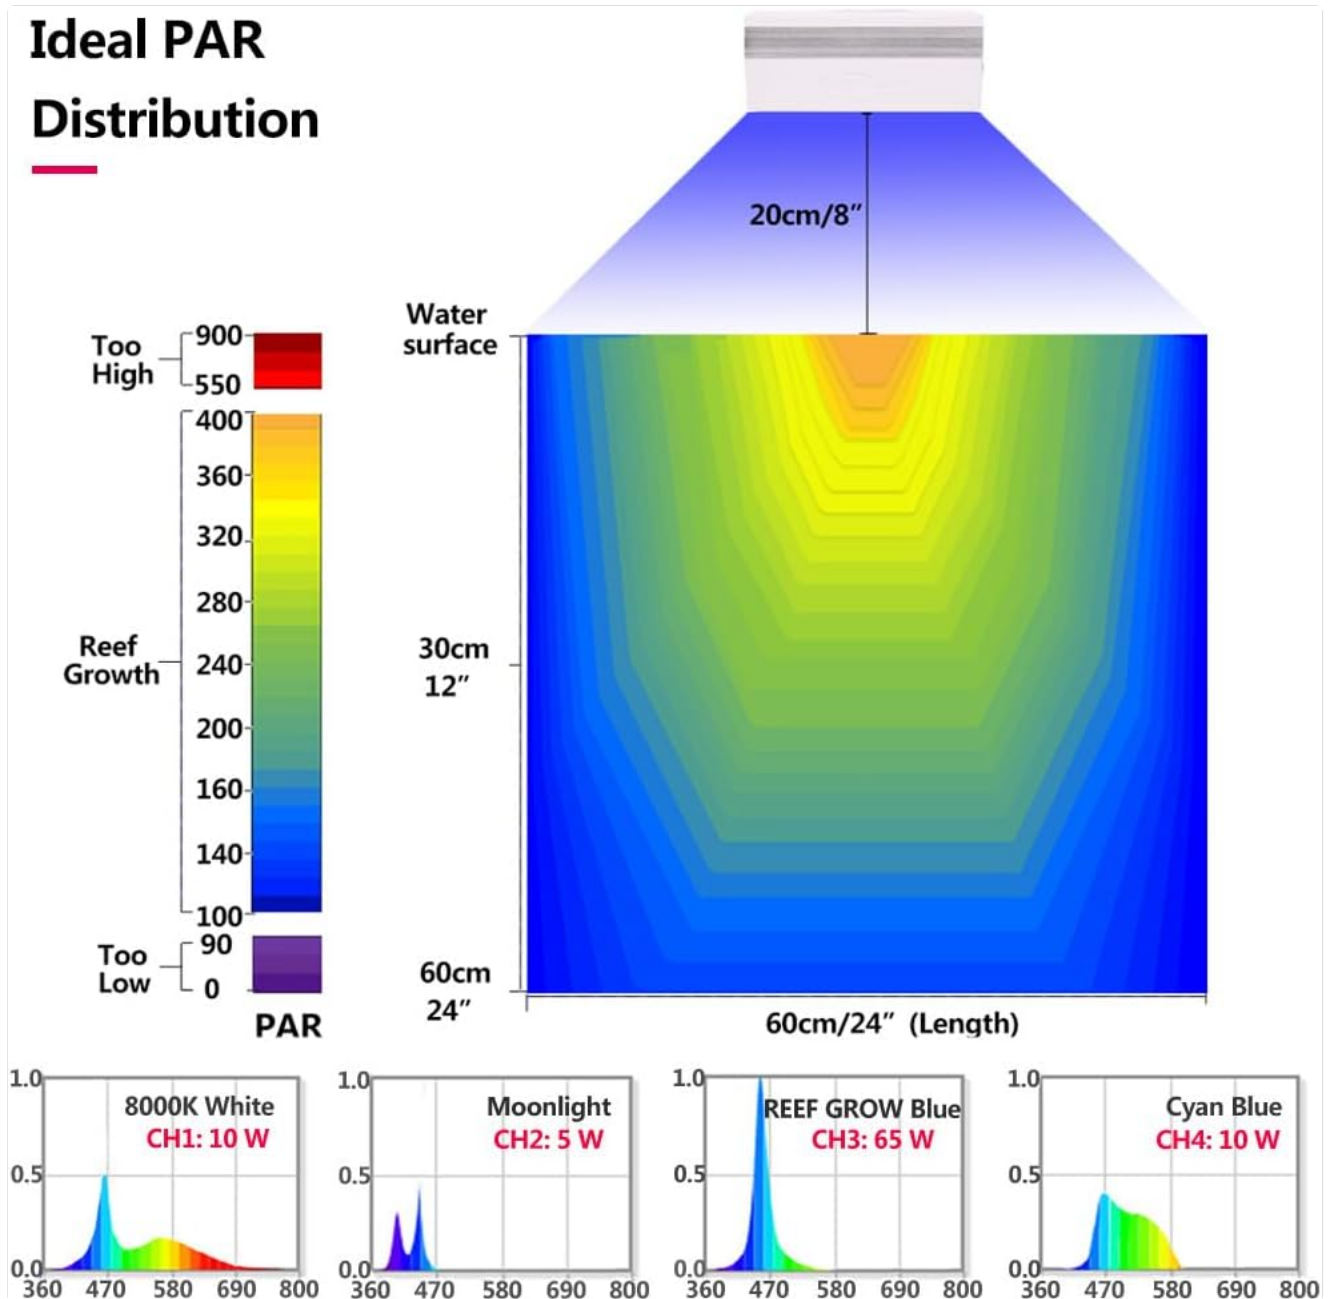 Ideal PAR
Distribution
20cm/8”
Water
surface
Too
High
900
550
400
360
320
280
240
200
160
140
100
Reef
Growth
Too
Low
90
0
PAR
30cm
12”
60cm
24”
60cm/24” (Length)
8000K White
CH1: 10 W
1.0
0.5
0.0
360 470 580 690 800
Moonlight
CH2: 5 W
1.0
0.5
0.0
360 470 580 690 800
REEF GROW Blue
CH3: 65 W
1.0
0.5
0.0
360 470 580 690 800
Cyan Blue
CH4: 10 W
1.0
0.5
0.0
360 470 580 690 800